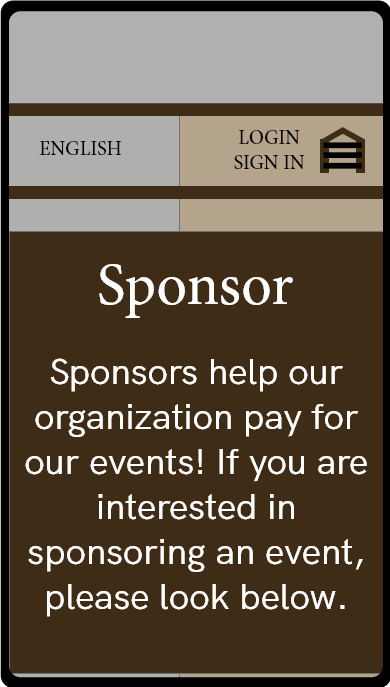 ENGLISH
LOGIN
SIGN IN
Sponsor
Sponsors help our
organization pay for
our events! If you are
interested in
sponsoring an event,
please look below.